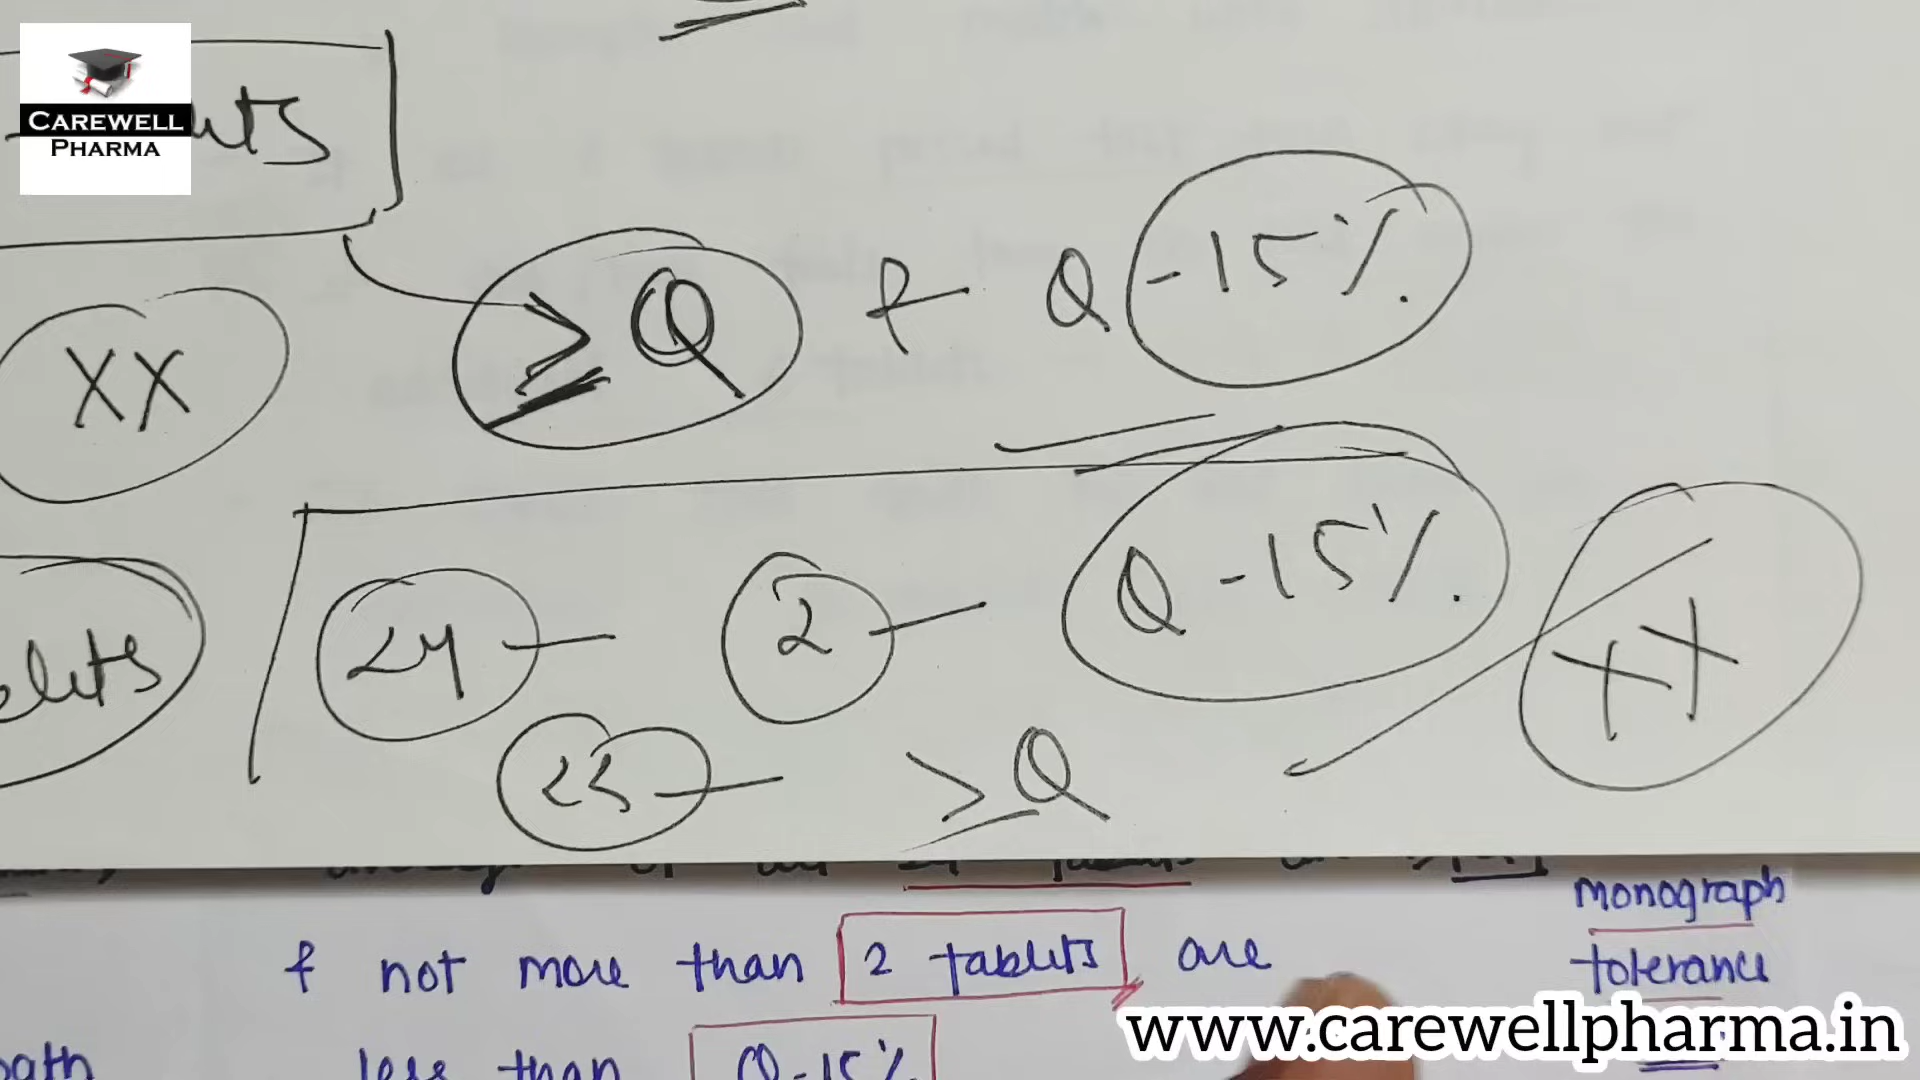 CAREWELL
PHARMA
≥ Q & Q -15%.
XX
24 — 2 — Q -15%.
XX
23 — ≥ Q
monograph
& not more than 2 tablets are
tolerance
www.carewellpharma.in
less than Q-15%